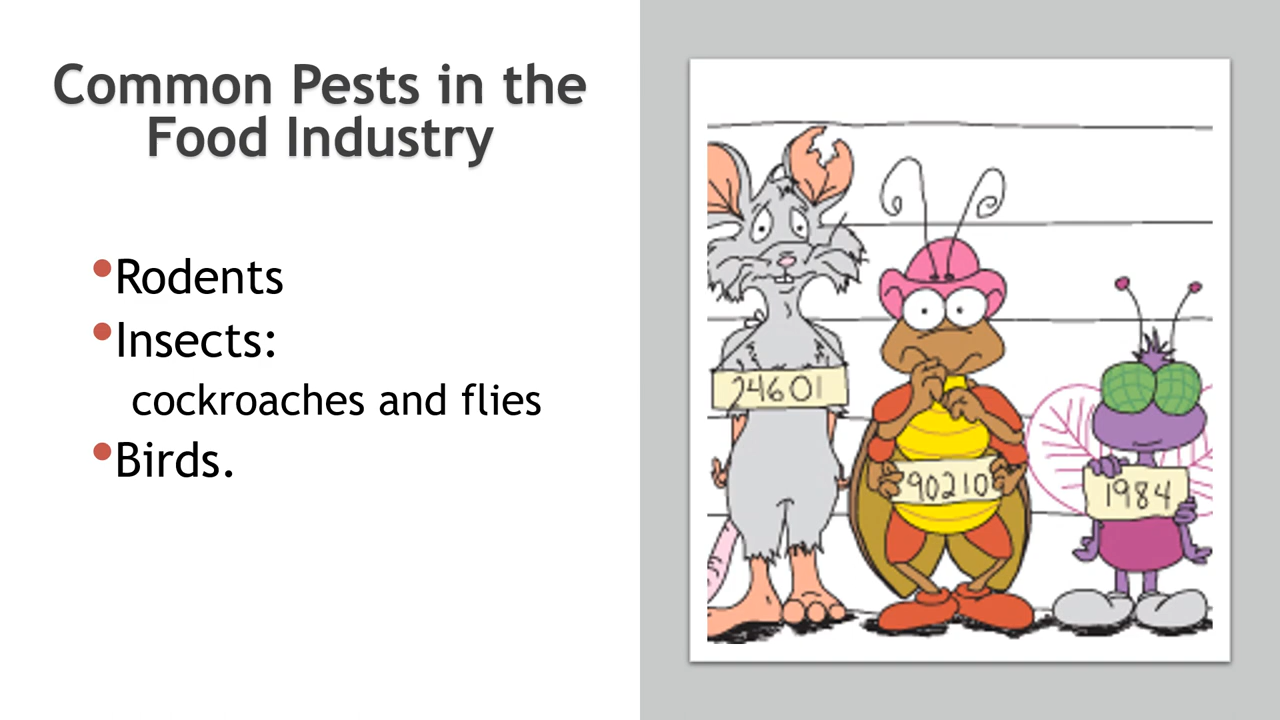 Common Pests in the
Food Industry
•Rodents
•Insects:
cockroaches and flies
•Birds.
24601
90210
1984